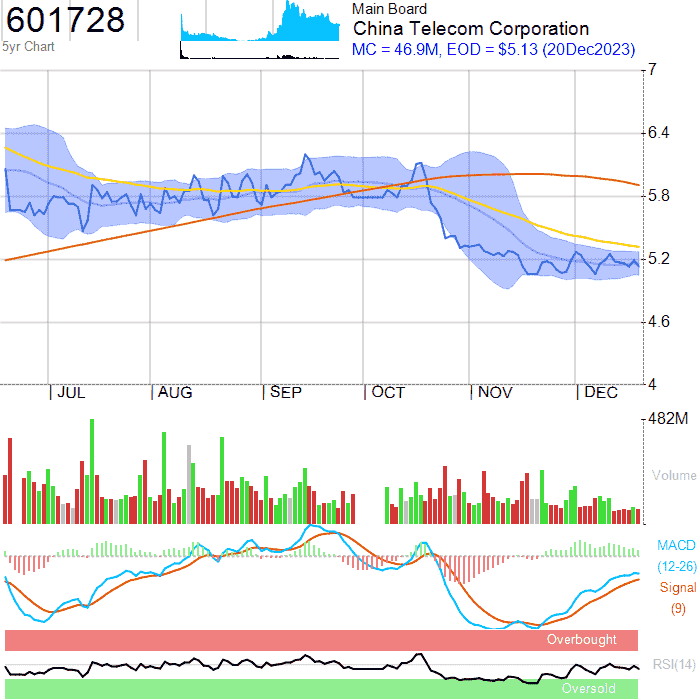 601728
5yr Chart
Main Board
China Telecom Corporation
MC = 46.9M, EOD = $5.13 (20Dec2023)
7
6.4
5.8
5.2
4.6
4
JUL
AUG
SEP
OCT
NOV
DEC
482M
Volume
MACD
(12-26)
Signal
(9)
Overbought
RSI(14)
Oversold